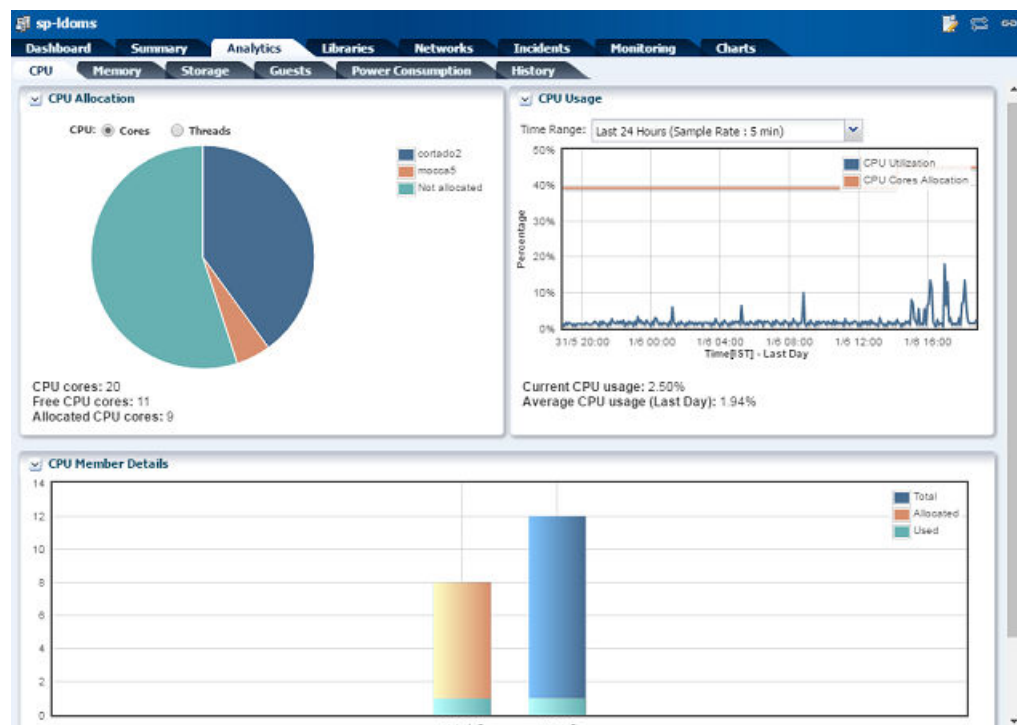 sp-ldoms
Dashboard Summary Analytics Libraries Networks Incidents Monitoring Charts
CPU Memory Storage Guests Power Consumption History
CPU Allocation
CPU: Cores Threads
cortado2
mocca5
Not allocated
CPU cores: 20
Free CPU cores: 11
Allocated CPU cores: 9
CPU Usage
Time Range: Last 24 Hours (Sample Rate : 5 min)
50%
40%
30%
20%
10%
0%
Percentage
CPU Utilization
CPU Cores Allocation
31/5 20:00 1/6 00:00 1/6 04:00 1/6 08:00 1/6 12:00 1/6 16:00
Time[IST] - Last Day
Current CPU usage: 2.50%
Average CPU usage (Last Day): 1.94%
CPU Member Details
14
12
10
8
6
4
2
0
Total
Allocated
Used